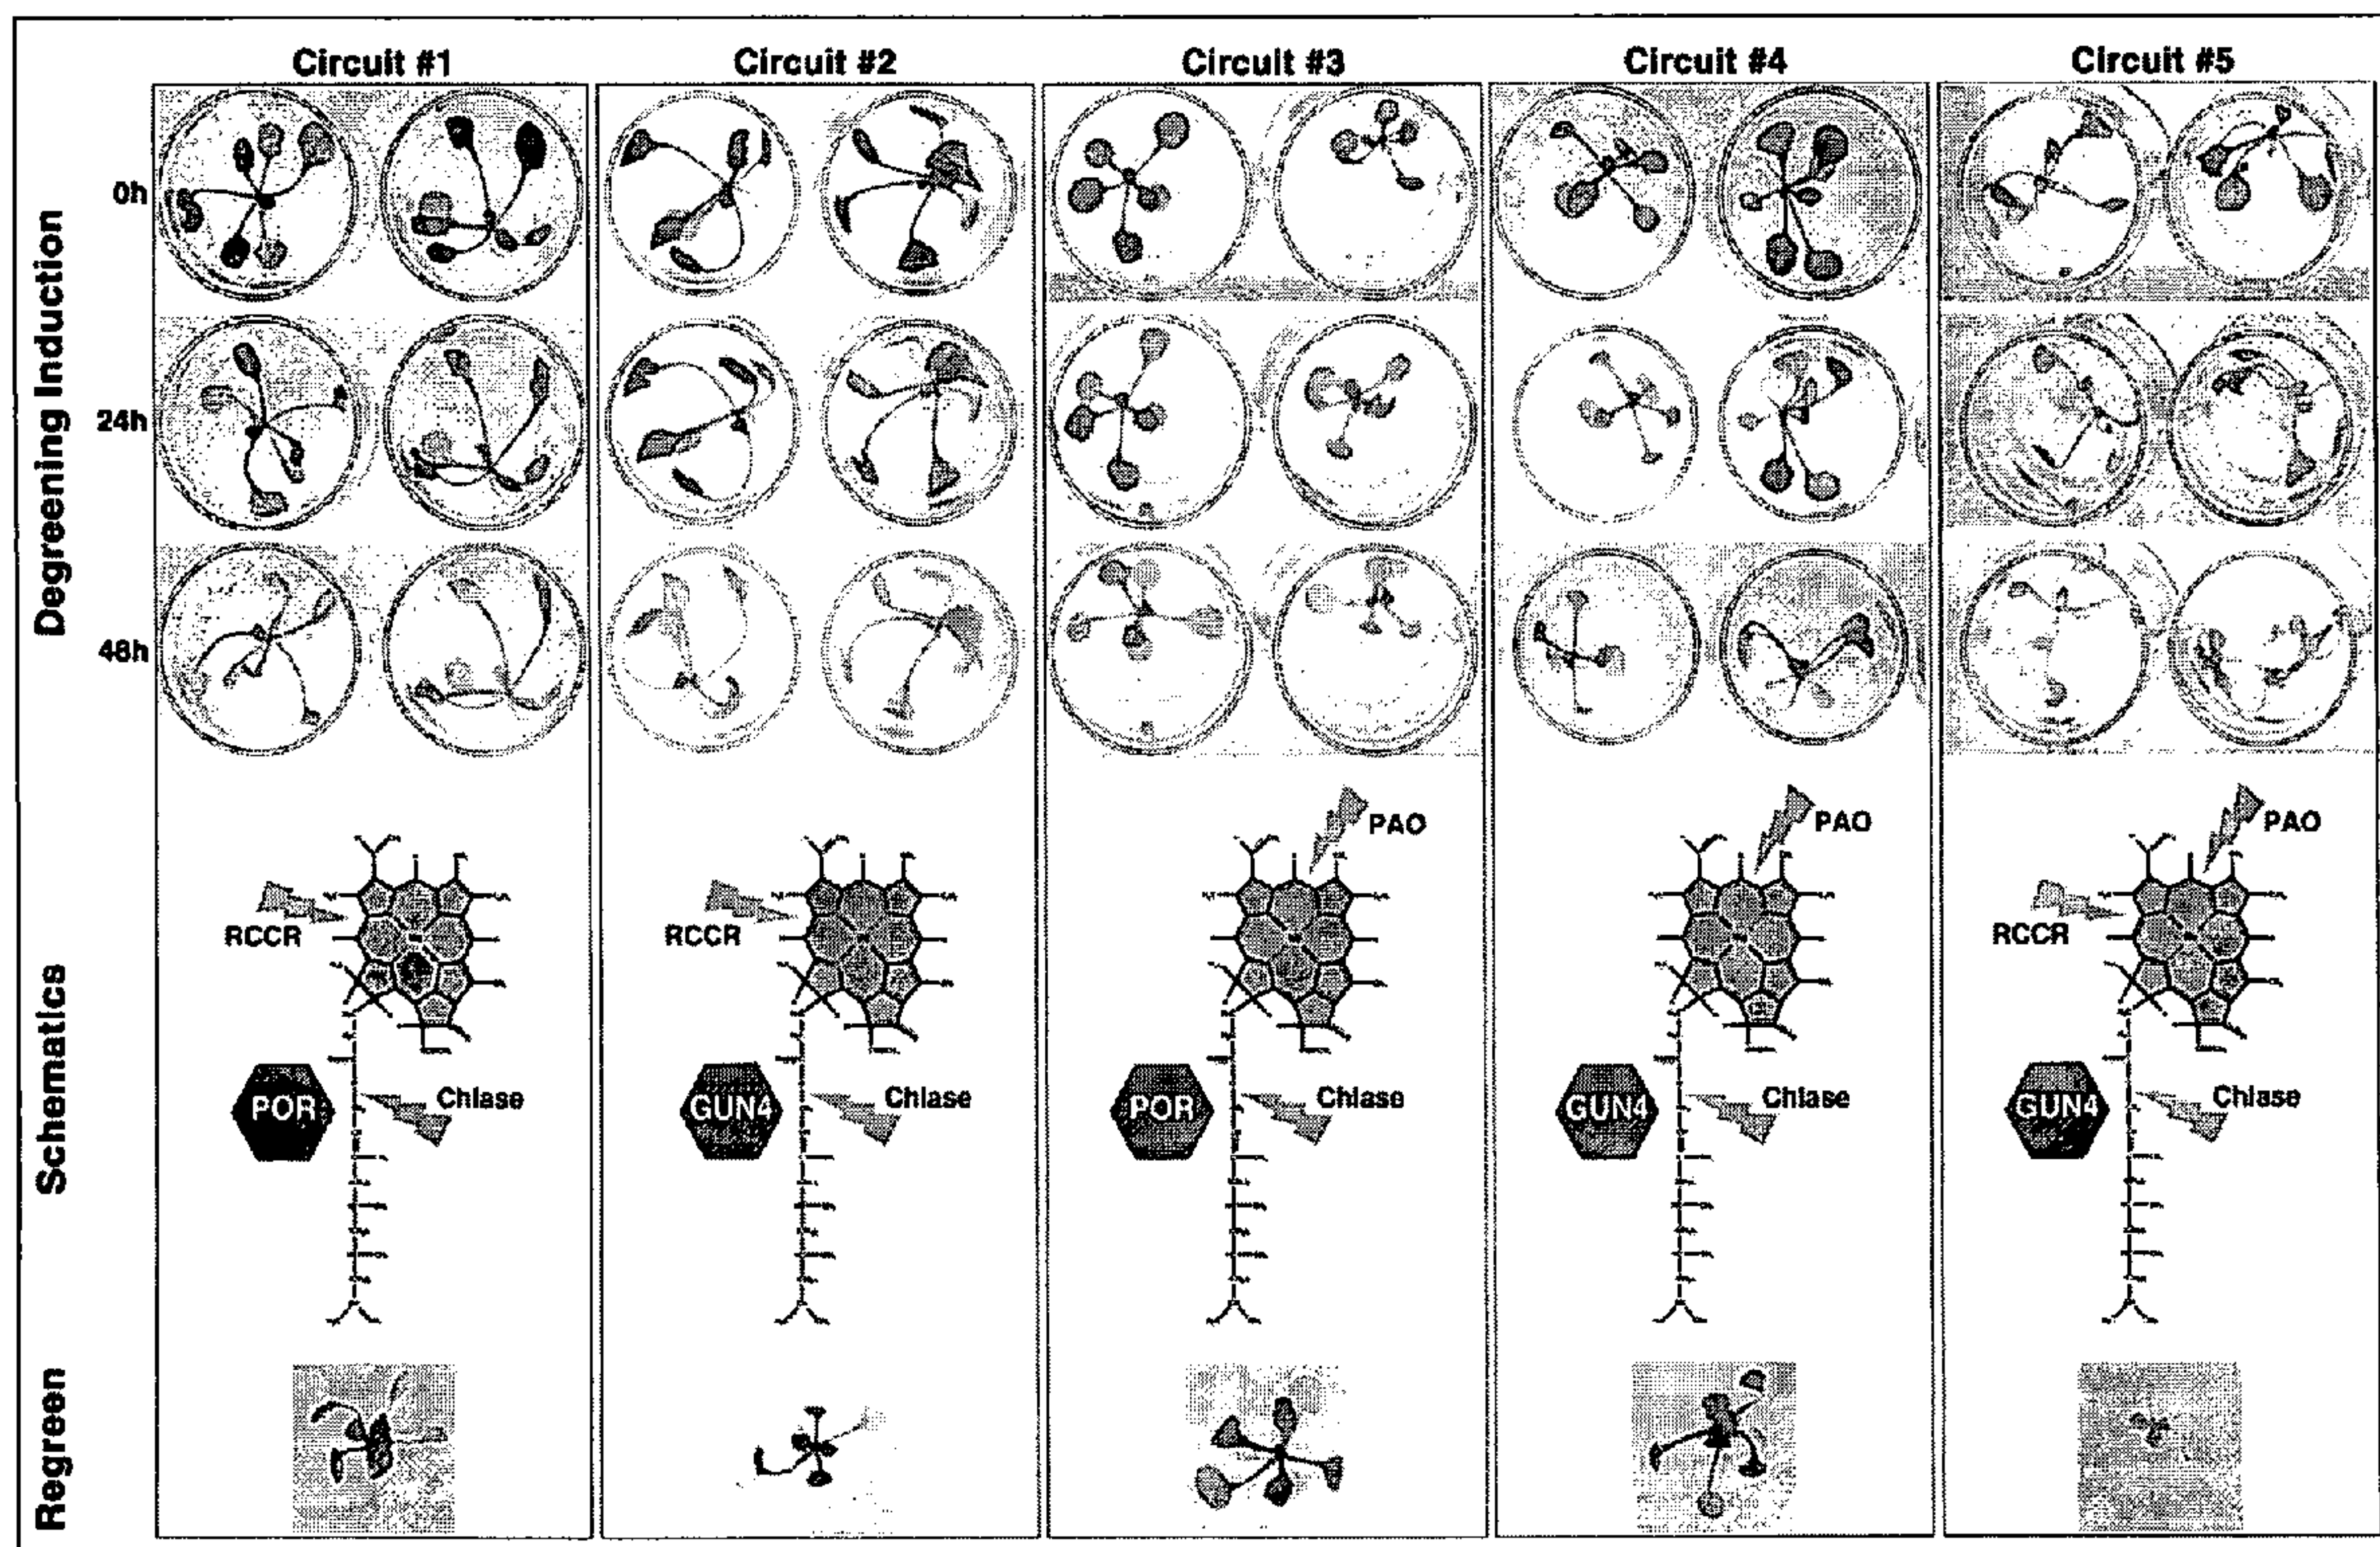 Circuit #1 Circuit #2 Circuit #3 Circuit #4 Circuit #5
Degreening Induction
0h
24h
48h
Schematics
PAO PAO PAO
RCCR RCCR RCCR
POR Chlase GUN4 Chlase POR Chlase GUN4 Chlase GUN4 Chlase
Regreen